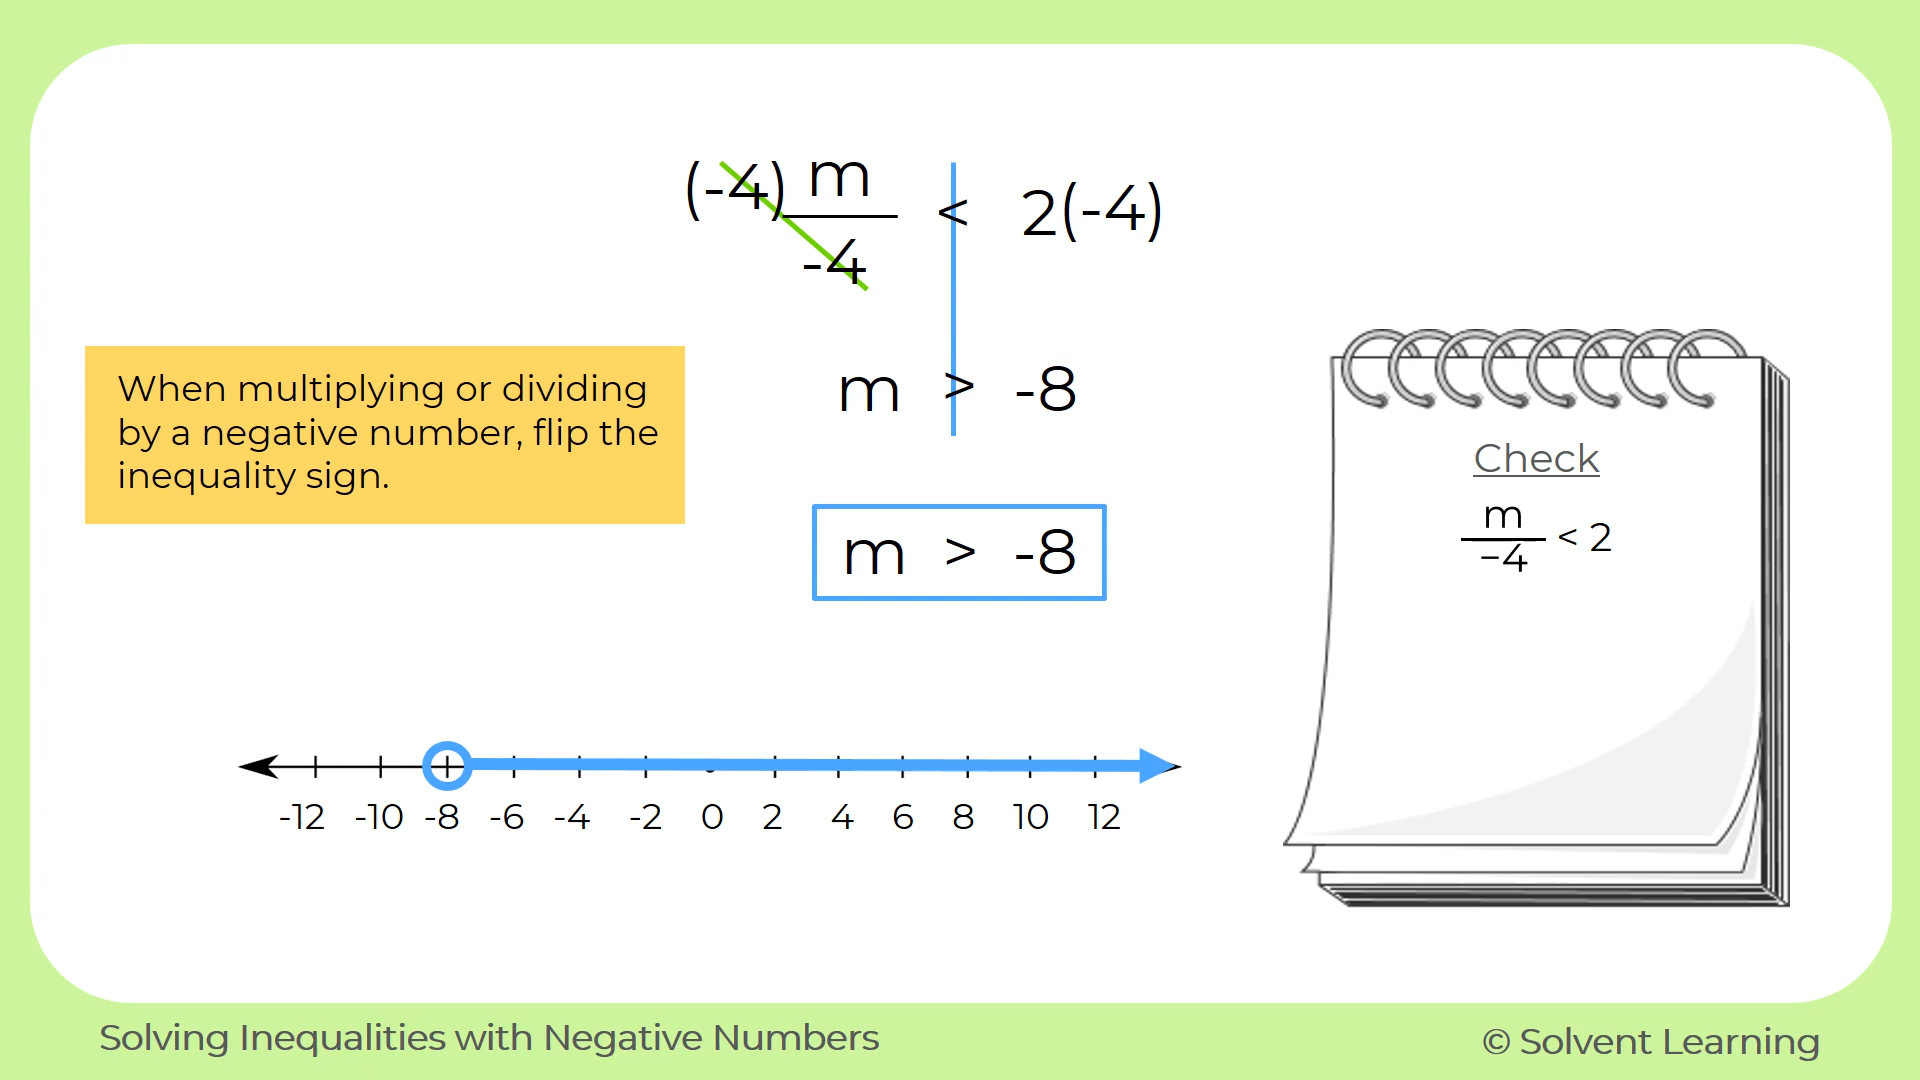 (-4) m < 2(-4)
-4
m > -8
When multiplying or dividing
by a negative number, flip the
inequality sign.
m > -8
Check
m
−4 < 2
-12 -10 -8 -6 -4 -2 0 2 4 6 8 10 12
Solving Inequalities with Negative Numbers
© Solvent Learning